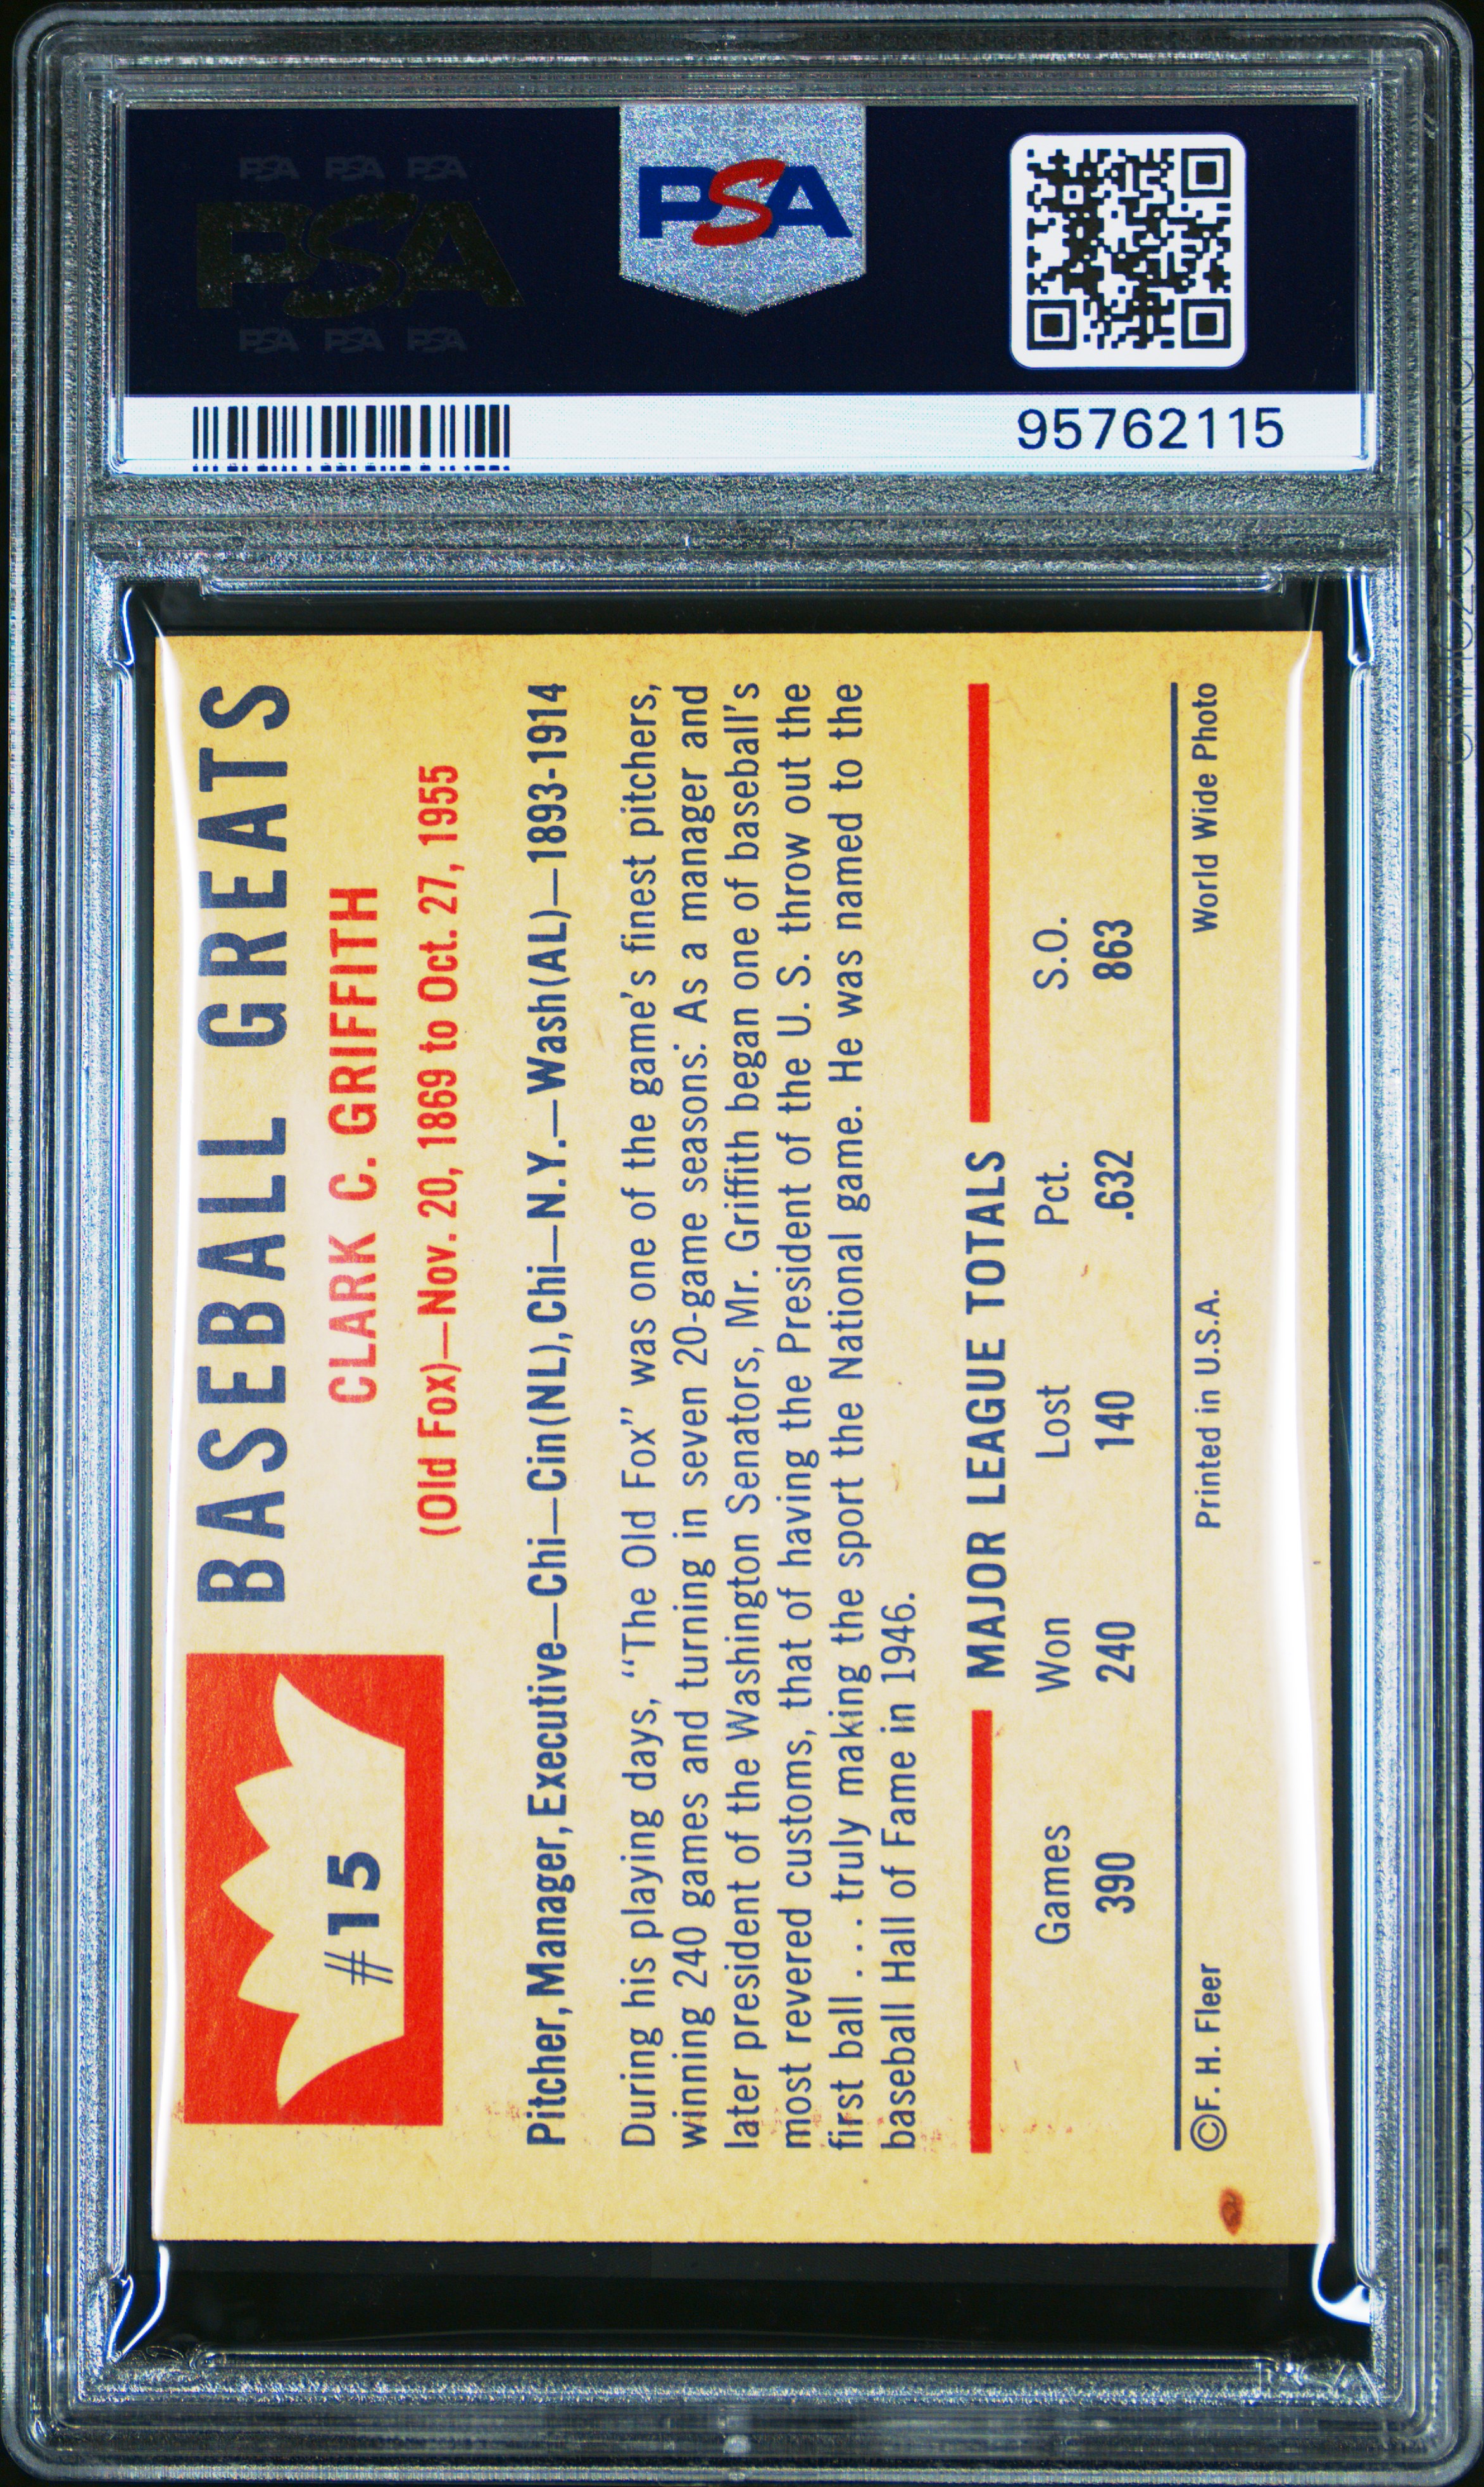 PSA PSA PSA
PSA
PSA PSA PSA
PSA
95762115
#15
BASEBALL GREATS
CLARK C. GRIFFITH
(Old Fox)—Nov. 20, 1869 to Oct. 27, 1955
Pitcher, Manager, Executive—Chi—Cin(NL), Chi—N.Y.—Wash(AL)—1893-1914
During his playing days, “The Old Fox” was one of the game's finest pitchers,
winning 240 games and turning in seven 20-game seasons. As a manager and
later president of the Washington Senators, Mr. Griffith began one of baseball's
most revered customs, that of having the President of the U. S. throw out the
first ball . . . truly making the sport the National game. He was named to the
baseball Hall of Fame in 1946.
MAJOR LEAGUE TOTALS
Games Won Lost Pct. S.O.
390 240 140 .632 863
©F. H. Fleer Printed in U.S.A. World Wide Photo